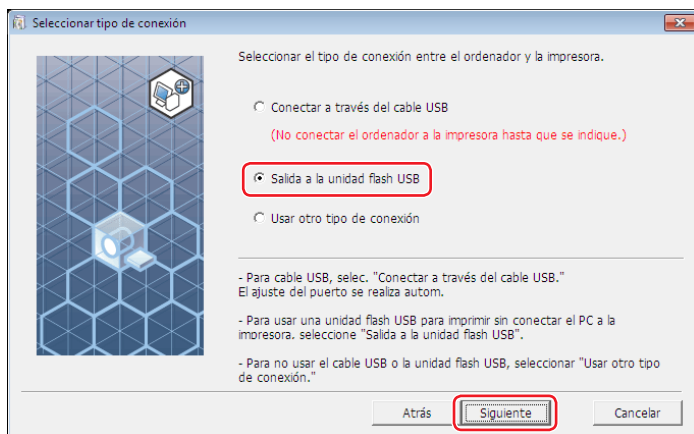 Seleccionar tipo de conexión
Seleccionar el tipo de conexión entre el ordenador y la impresora.
Conectar a través del cable USB
(No conectar el ordenador a la impresora hasta que se indique.)
Salida a la unidad flash USB
Usar otro tipo de conexión
- Para cable USB, selec. "Conectar a través del cable USB."
El ajuste del puerto se realiza autom.
- Para usar una unidad flash USB para imprimir sin conectar el PC a la
impresora. seleccione "Salida a la unidad flash USB".
- Para no usar el cable USB o la unidad flash USB, seleccionar "Usar otro tipo
de conexión."
Atrás Siguiente Cancelar